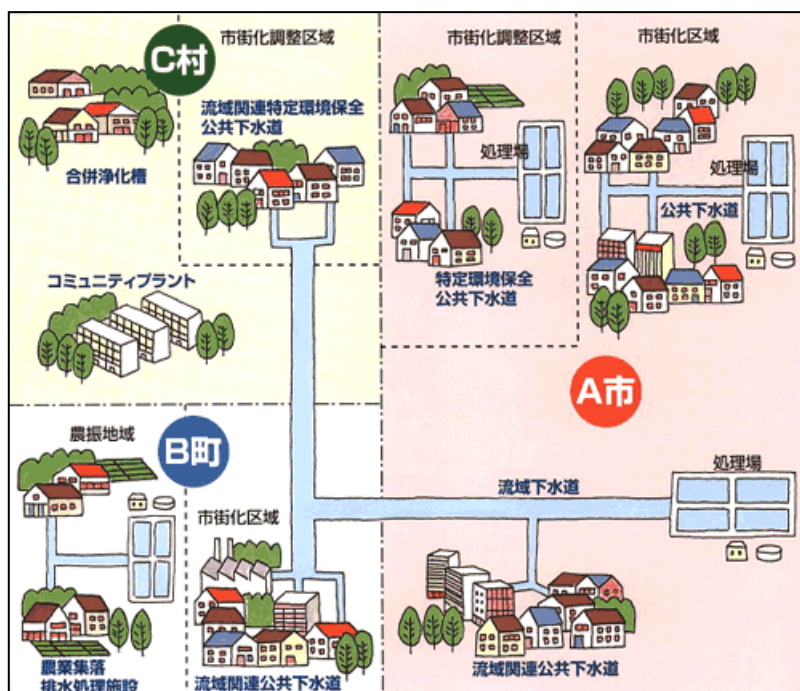 C村
市街化調整区域
流域関連特定環境保全
公共下水道
合併浄化槽
コミュニティプラント
市街化調整区域
処理場
特定環境保全
公共下水道
市街化区域
処理場
公共下水道
A市
農振地域
B町
市街化区域
農業集落
排水処理施設
流域関連公共下水道
流域下水道
処理場
流域関連公共下水道